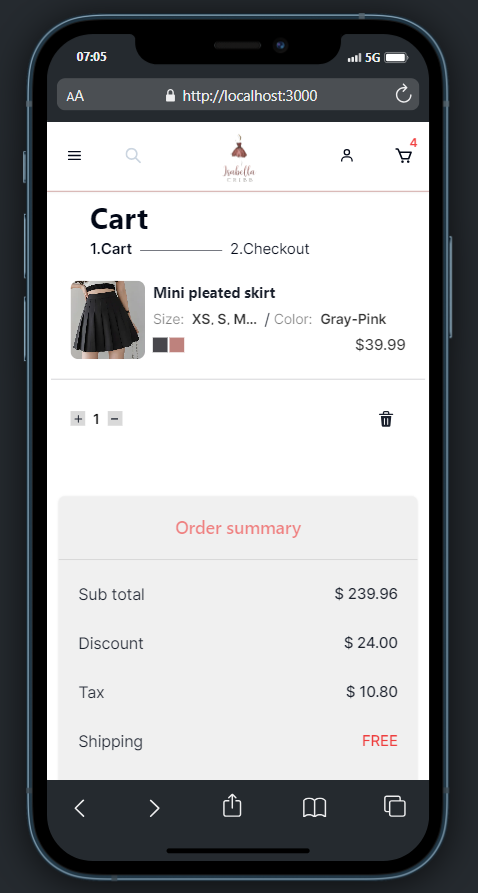 07:05
5G
AA
http://localhost:3000
Isabella
4
Cart
1.Cart
2.Checkout
Mini pleated skirt
Size: XS, S, M... / Color: Gray-Pink
$39.99
+ 1 −
Order summary
Sub total $ 239.96
Discount $ 24.00
Tax $ 10.80
Shipping FREE